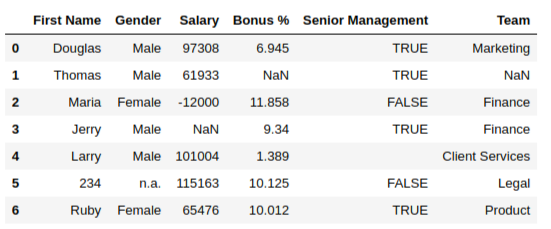 First Name Gender Salary Bonus % Senior Management Team
0 Douglas Male 97308 6.945 TRUE Marketing
1 Thomas Male 61933 NaN TRUE NaN
2 Maria Female -12000 11.858 FALSE Finance
3 Jerry Male NaN 9.34 TRUE Finance
4 Larry Male 101004 1.389 Client Services
5 234 n.a. 115163 10.125 FALSE Legal
6 Ruby Female 65476 10.012 TRUE Product